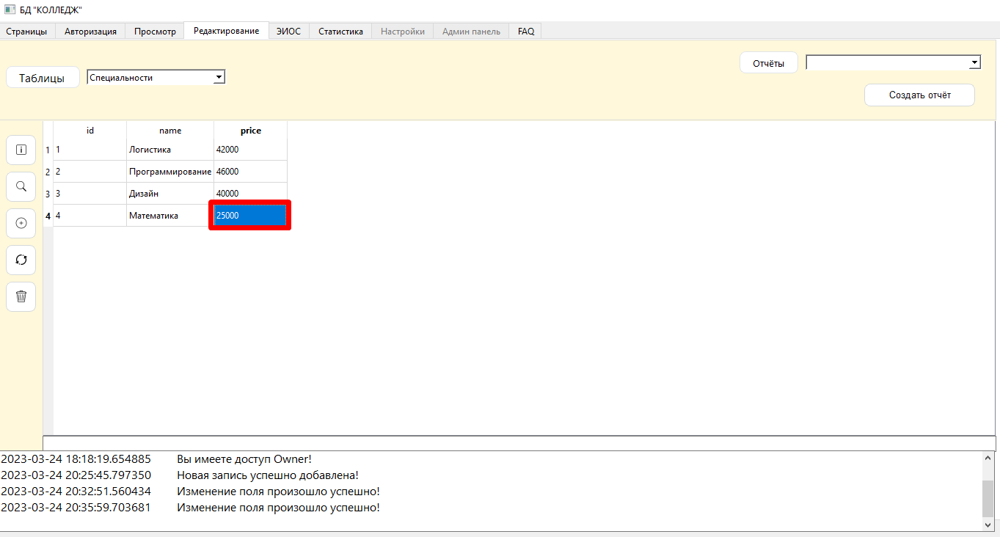 БД "КОЛЛЕДЖ"
Страницы Авторизация Просмотр Редактирование ЭИОС Статистика Настройки Админ панель FAQ
Отчёты
Таблицы Специальности
Создать отчёт
id name price
1 1 Логистика 42000
2 2 Программирование 46000
3 3 Дизайн 40000
4 4 Математика 25000
2023-03-24 18:18:19.654885 Вы имеете доступ Owner!
2023-03-24 20:25:45.797350 Новая запись успешно добавлена!
2023-03-24 20:32:51.560434 Изменение поля произошло успешно!
2023-03-24 20:35:59.703681 Изменение поля произошло успешно!